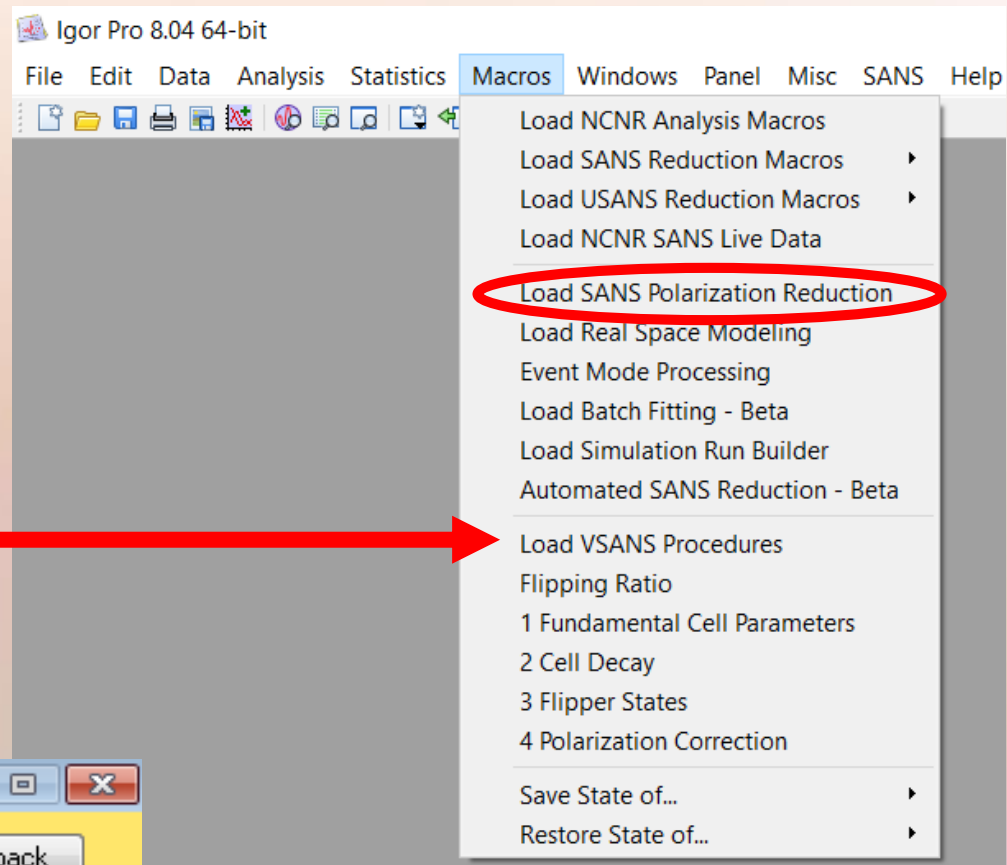 Igor Pro 8.04 64-bit
File Edit Data Analysis Statistics Macros Windows Panel Misc SANS Help
Load NCNR Analysis Macros
Load SANS Reduction Macros
Load USANS Reduction Macros
Load NCNR SANS Live Data
Load SANS Polarization Reduction
Load Real Space Modeling
Event Mode Processing
Load Batch Fitting - Beta
Load Simulation Run Builder
Automated SANS Reduction - Beta
Load VSANS Procedures
Flipping Ratio
1 Fundamental Cell Parameters
2 Cell Decay
3 Flipper States
4 Polarization Correction
Save State of...
Restore State of...